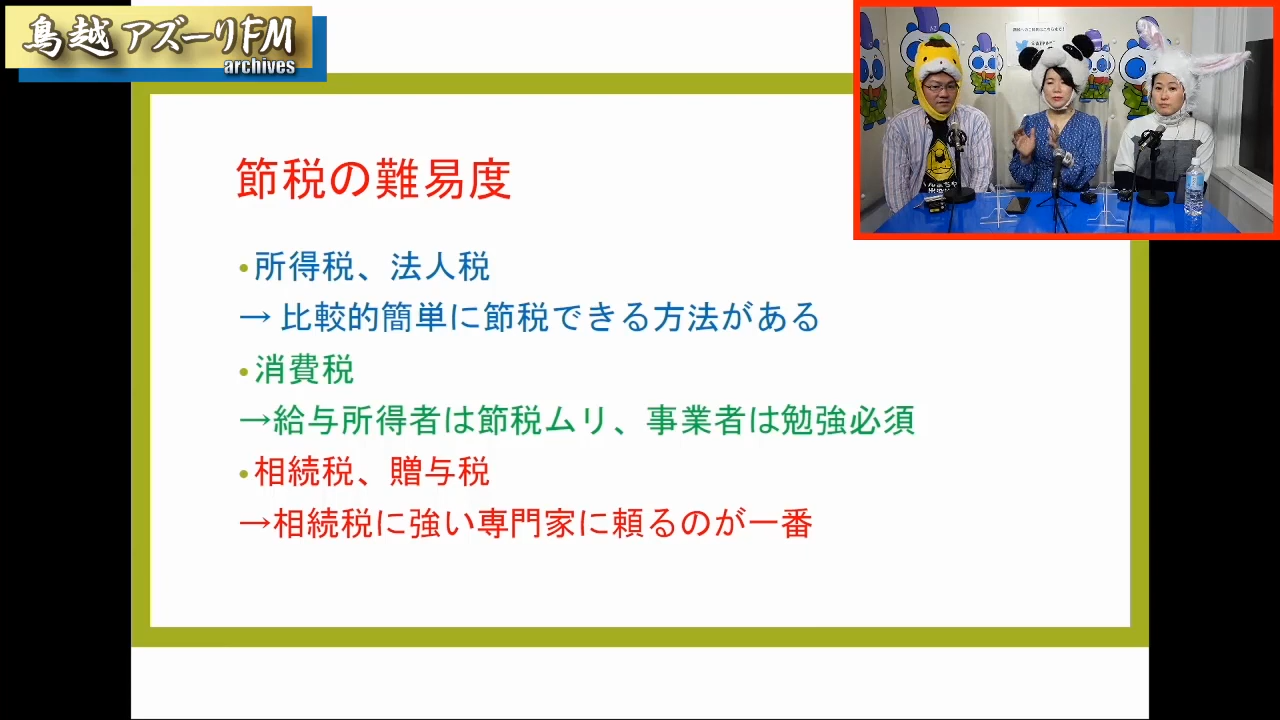 鳥越アズーリFM
archives
節税の難易度
•所得税、法人税
→ 比較的簡単に節税できる方法がある
•消費税
→給与所得者は節税ムリ、事業者は勉強必須
•相続税、贈与税
→相続税に強い専門家に頼るのが一番